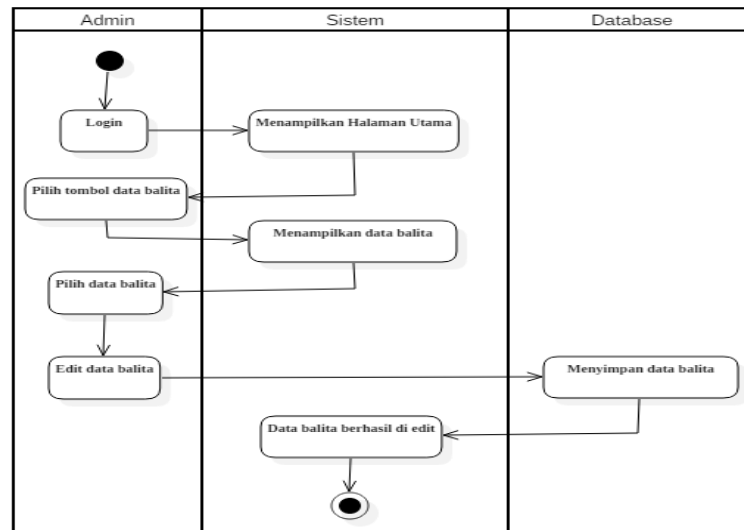 Admin
Sistem
Database
Login
Menampilkan Halaman Utama
Pilih tombol data balita
Menampilkan data balita
Pilih data balita
Edit data balita
Menyimpan data balita
Data balita berhasil di edit